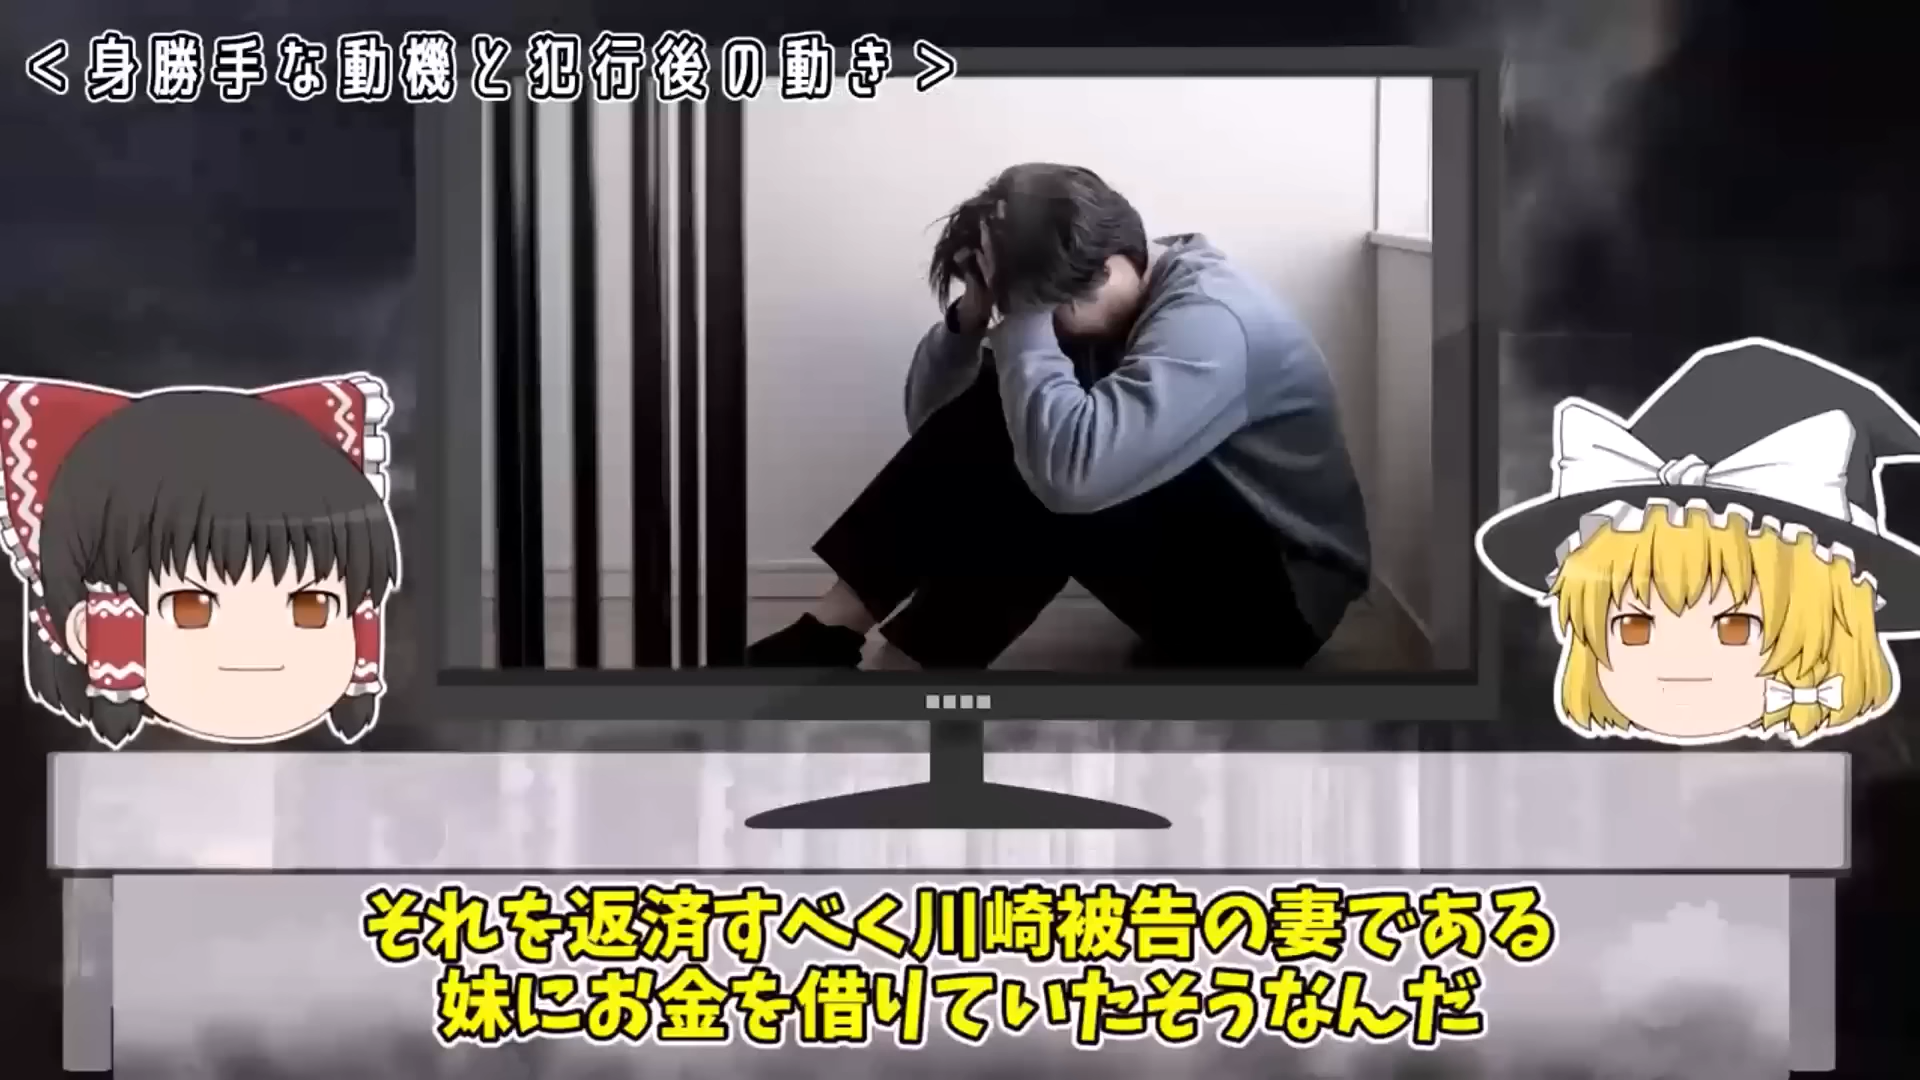 ＜身勝手な動機と犯行後の動き＞
それを返済すべく川崎被告の妻である
妹にお金を借りていたそうなんだ